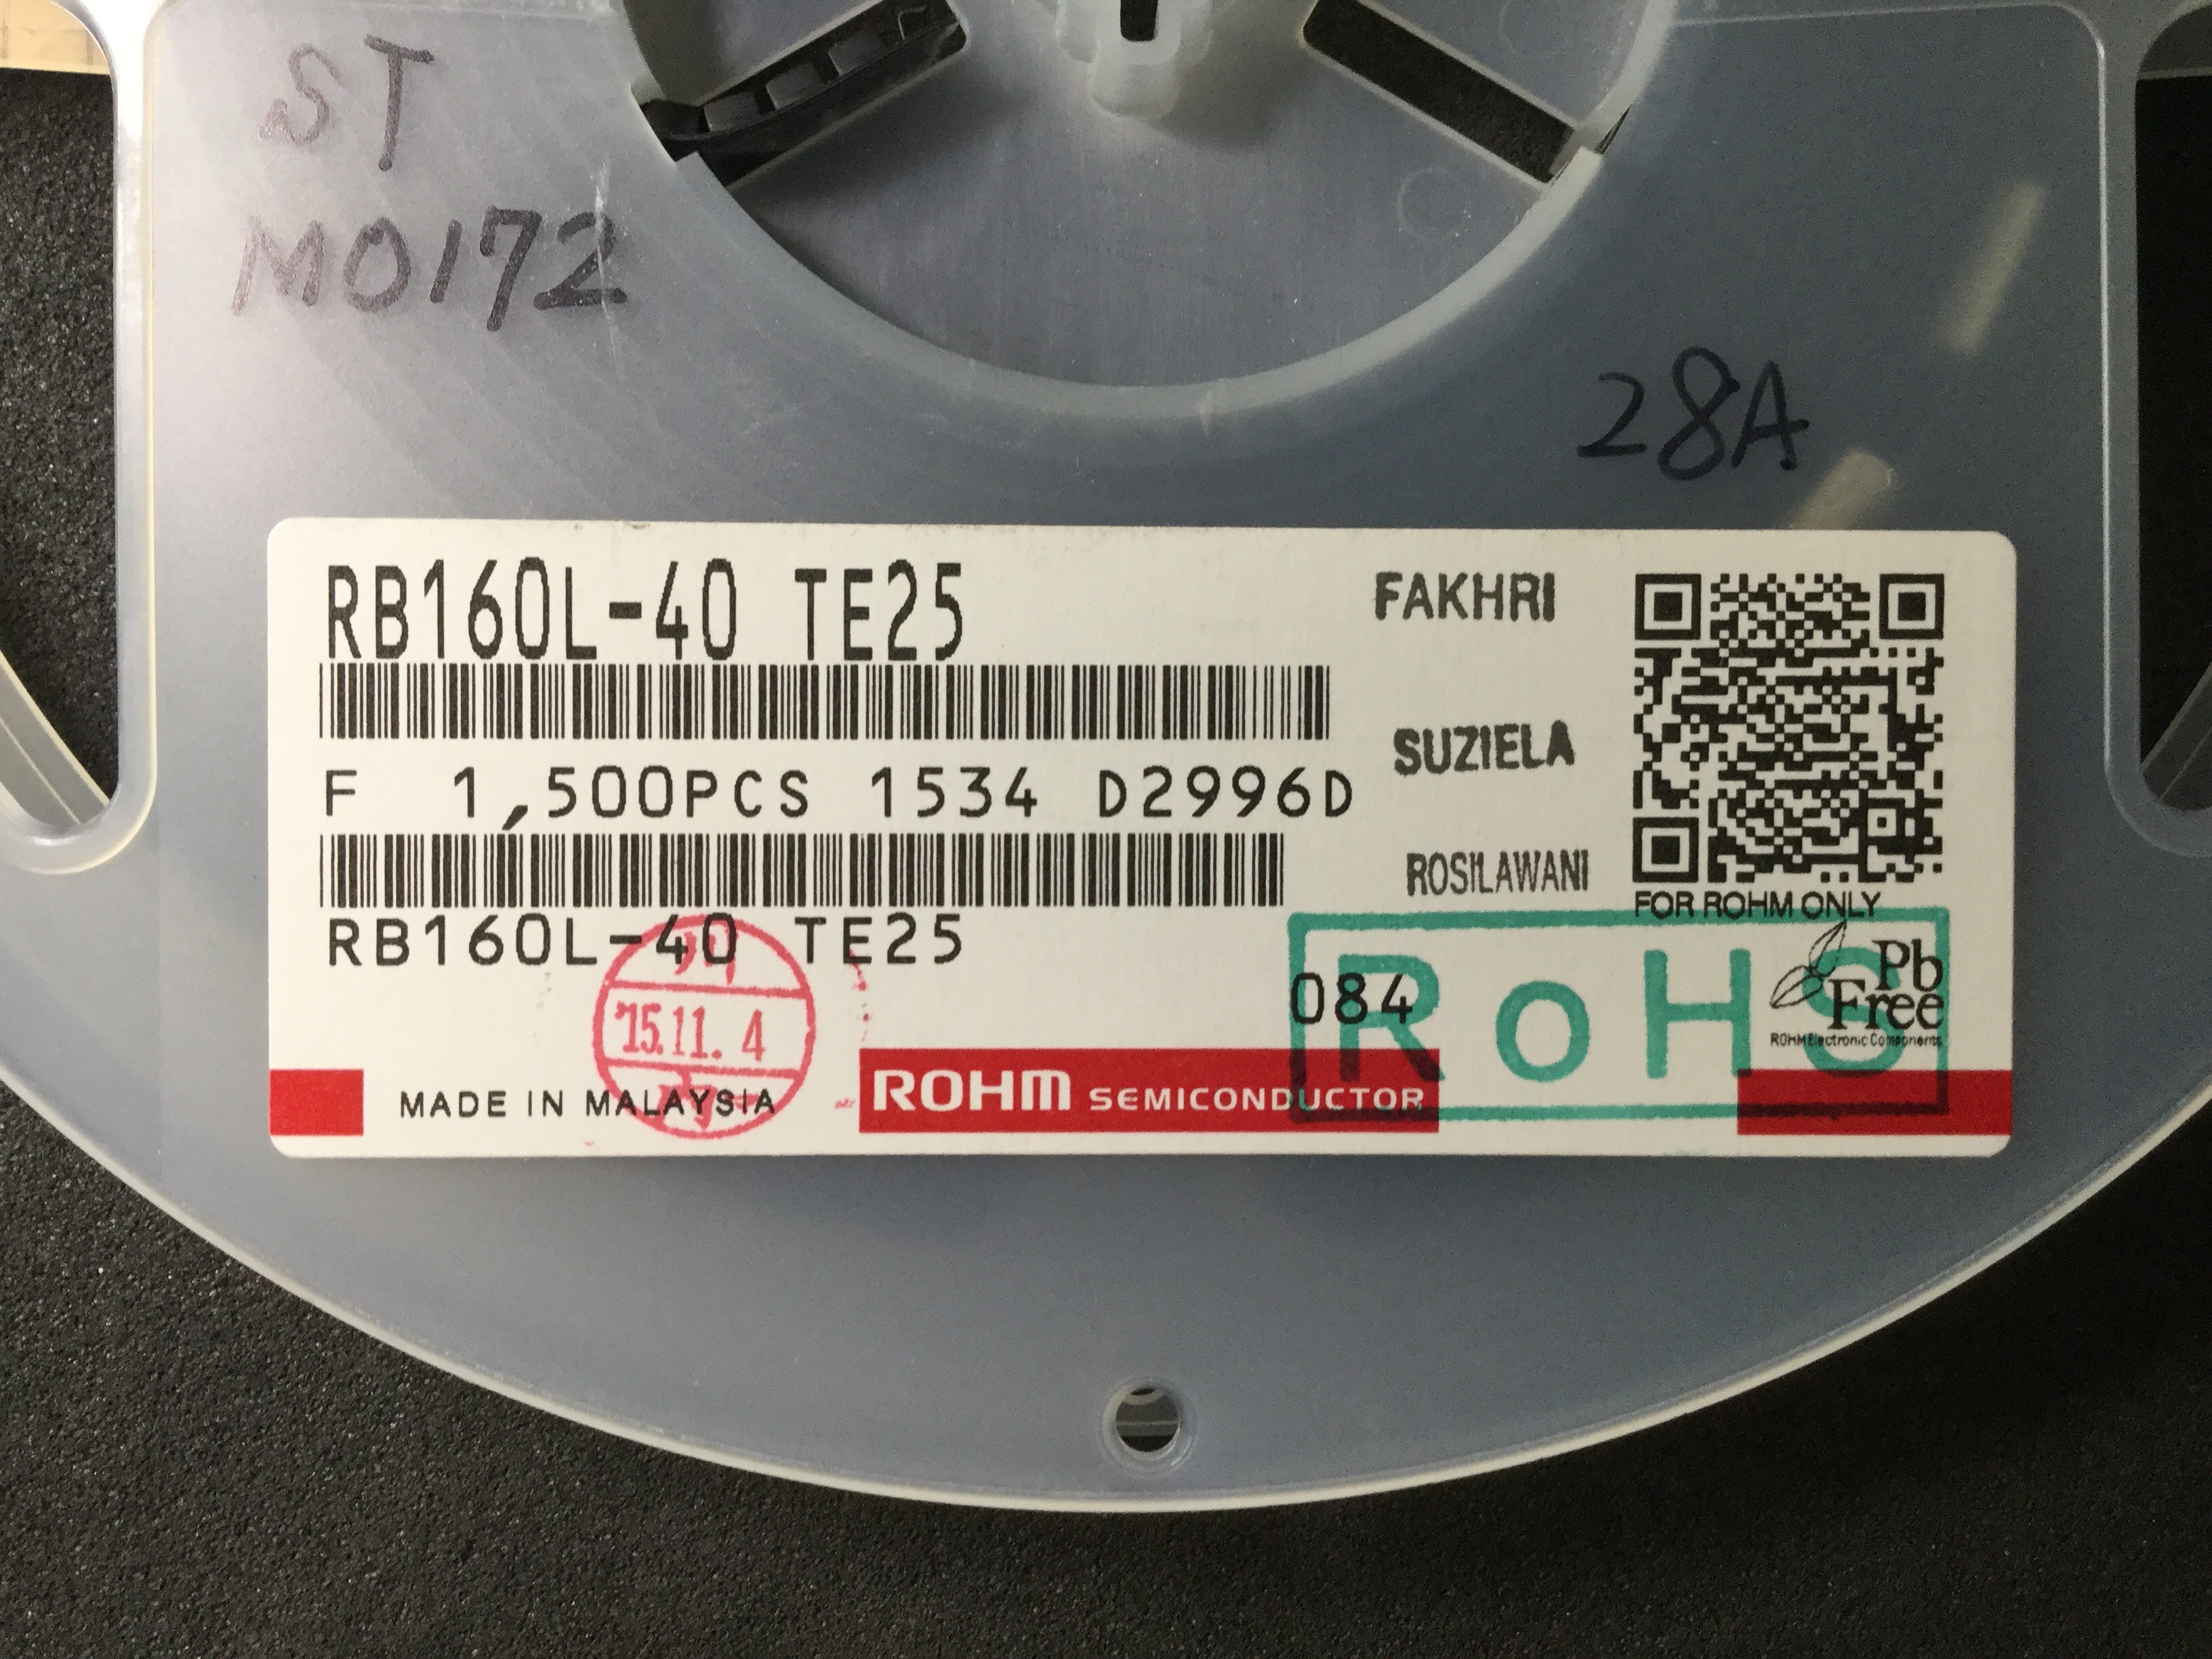 ST
M0172
28A
RB160L-40 TE25
FAKHRI
F 1,500PCS 1534 D2996D
SUZIELA
ROSILAWANI
FOR ROHM ONLY
RB160L-40 TE25
084
RoHS
Pb
Free
ROHM Electronic Components
'15.11. 4
MADE IN MALAYSIA
ROHM SEMICONDUCTOR